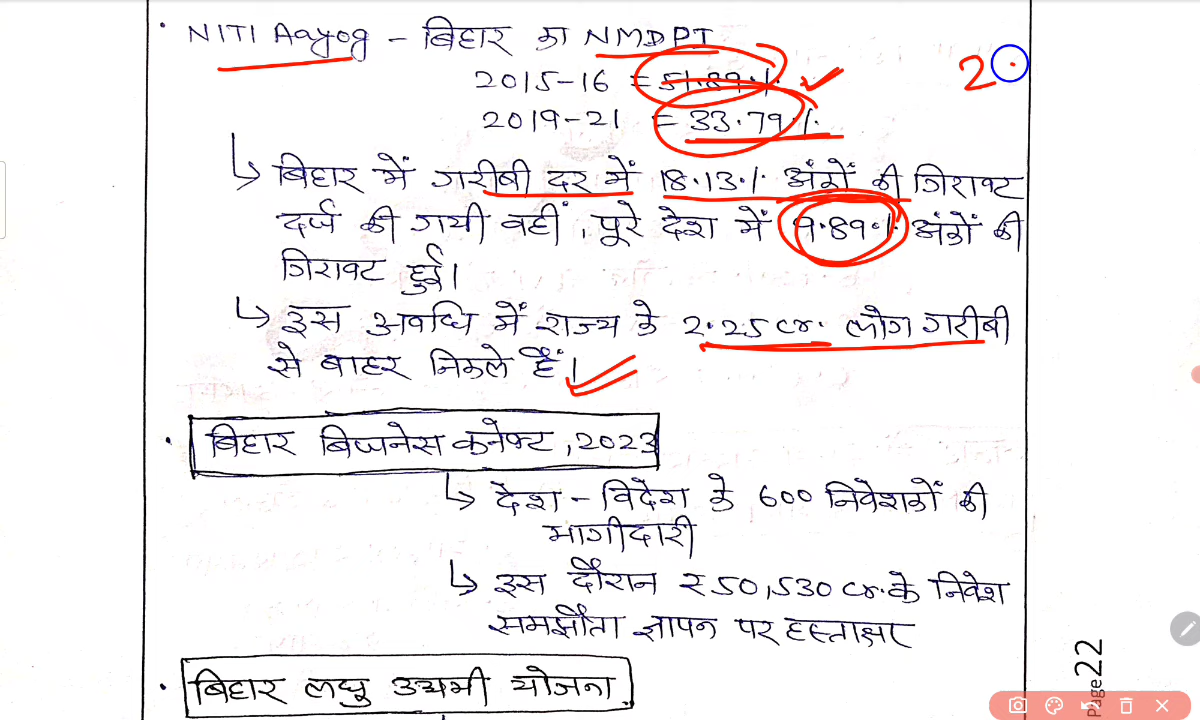 • NITI Aayog - बिहार का NMDPI
2015-16 = 51.89%
2019-21 = 33.79%
↳ बिहार में गरीबी दर में 18.13% अंकों की गिरावट
दर्ज की गयी वहीं, पूरे देश में 9.89% अंकों की
गिरावट हुई।
↳ इस अवधि में राज्य के 2.25 cr. लोग गरीबी
से बाहर निकले हैं।
2
• बिहार बिजनेस कनेक्ट, 2023
↳ देश - विदेश के 600 निवेशकों की
भागीदारी
↳ इस दौरान ₹50,530 cr. के निवेश
समझौता ज्ञापन पर हस्ताक्षर
• बिहार लघु उद्यमी योजना
Page 22